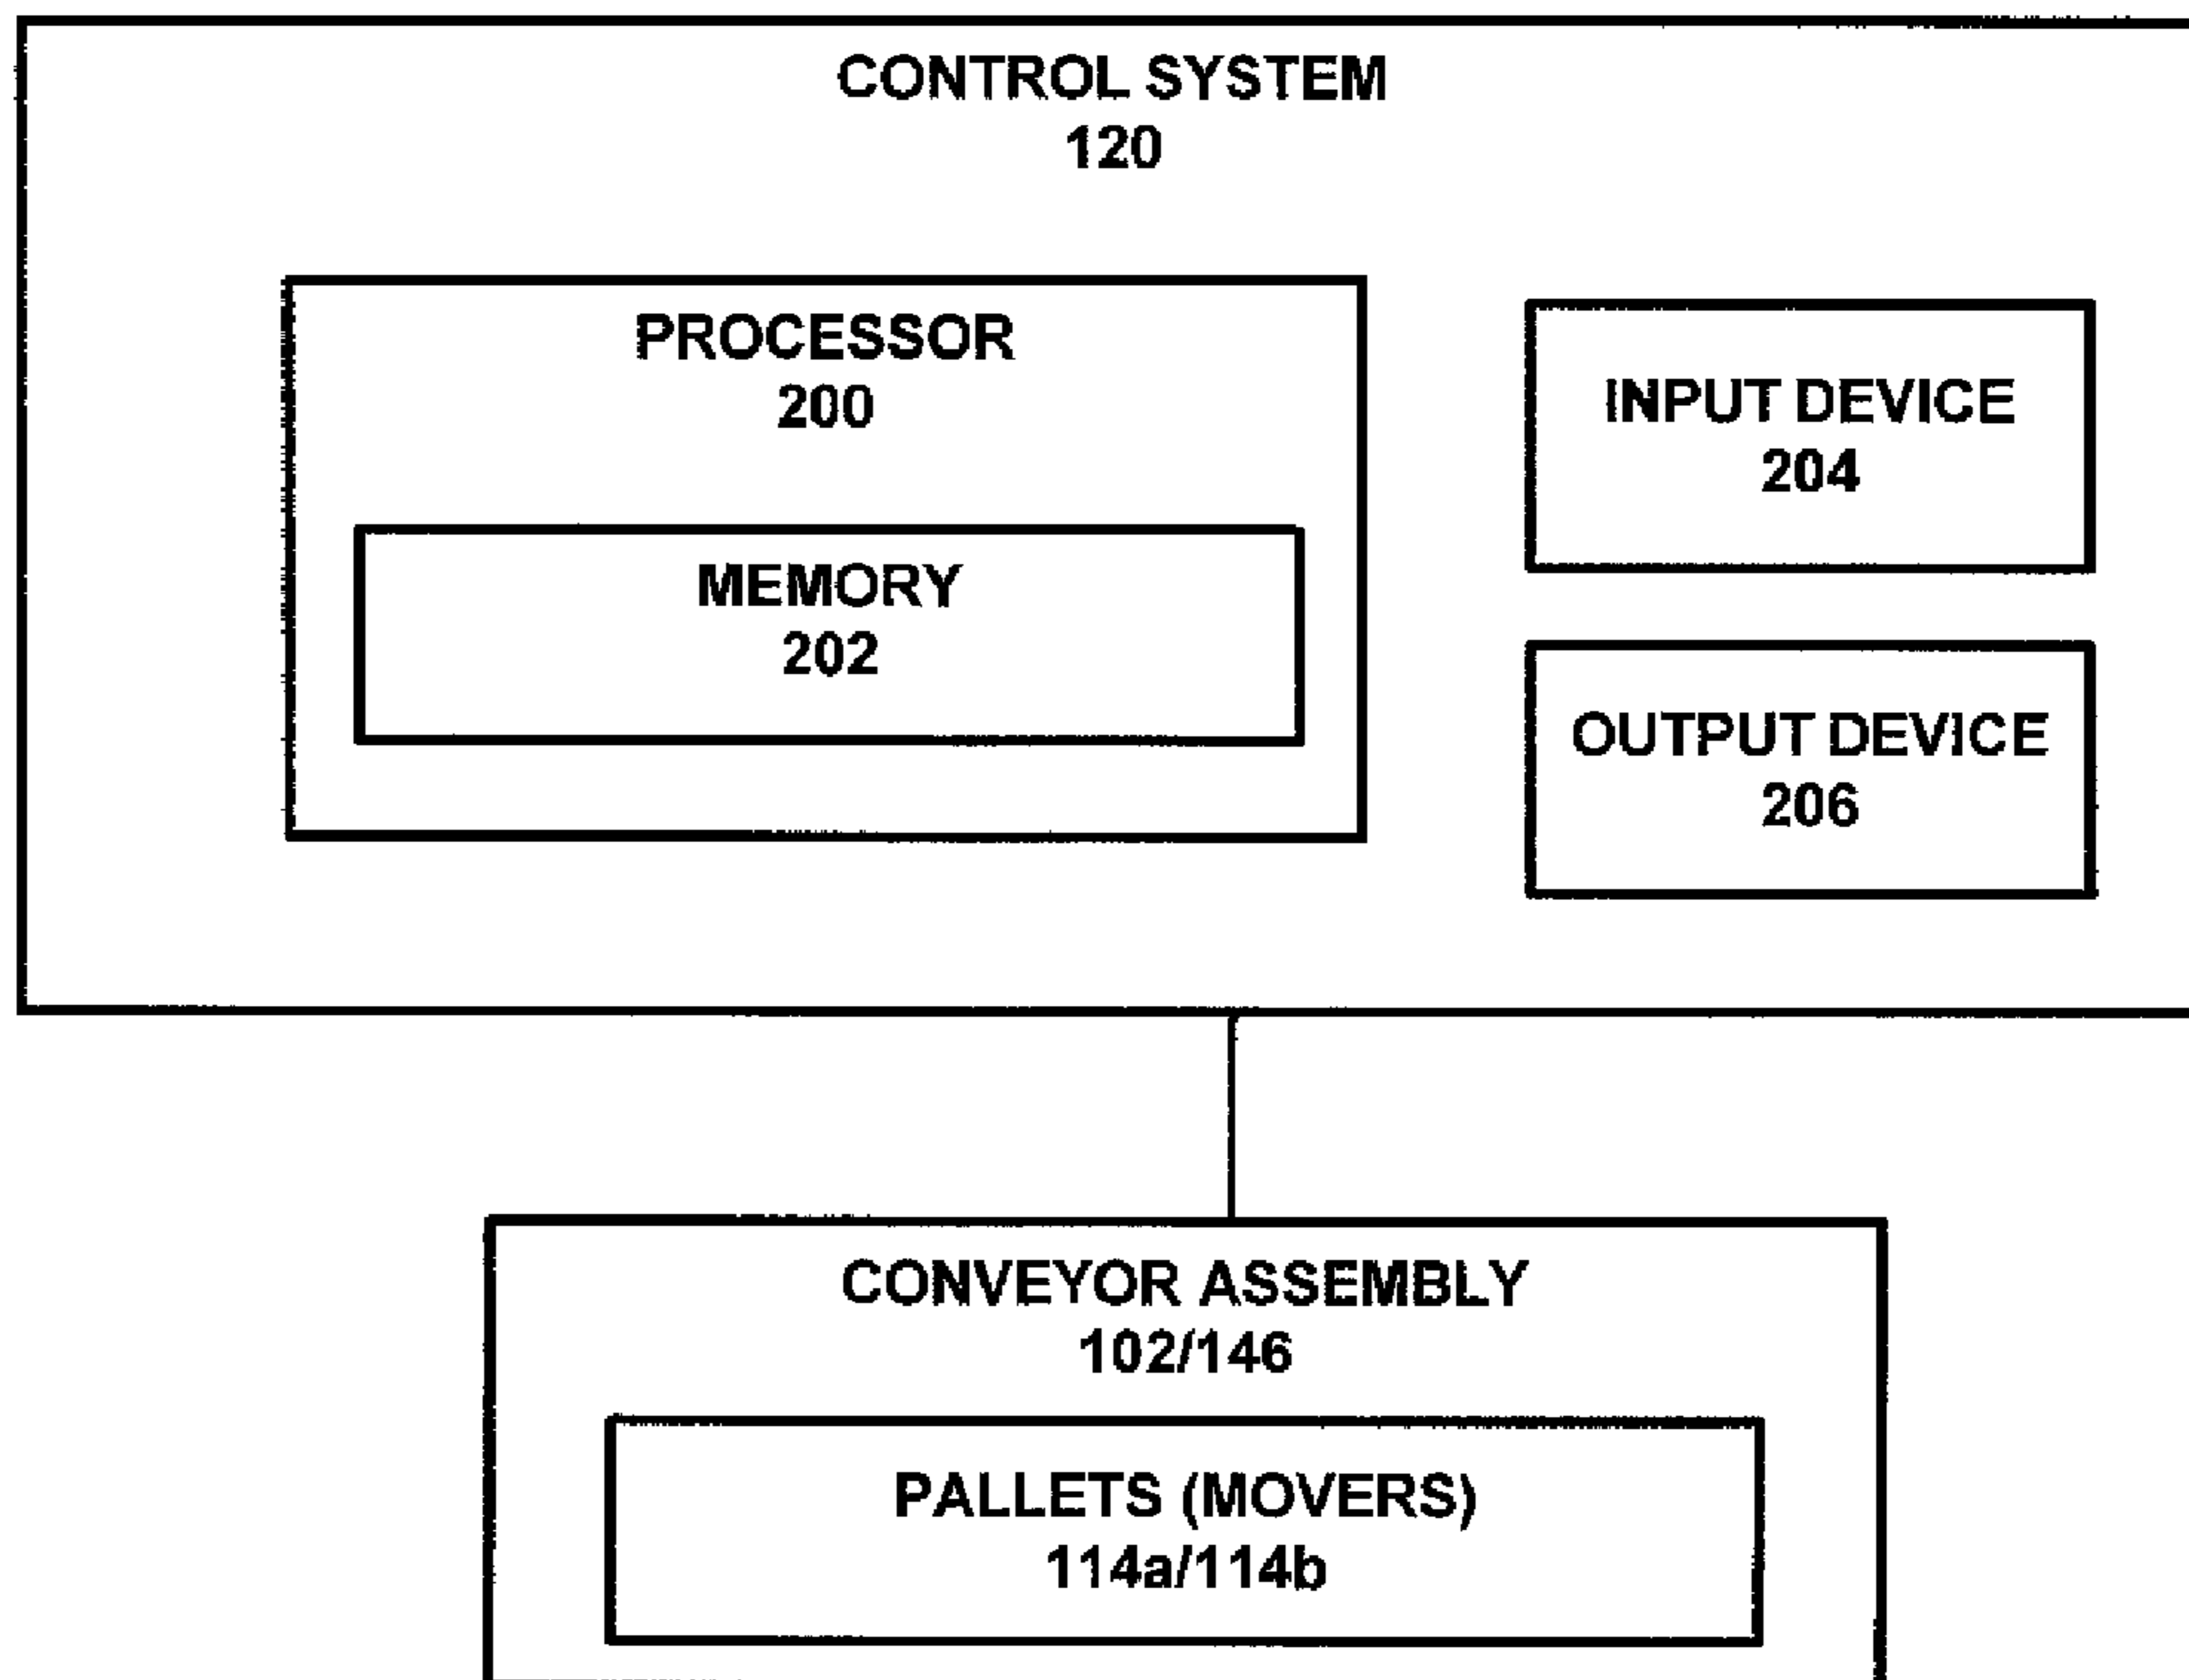 CONTROL SYSTEM
120
PROCESSOR
200
MEMORY
202
INPUT DEVICE
204
OUTPUT DEVICE
206
CONVEYOR ASSEMBLY
102/146
PALLETS (MOVERS)
114a/114b